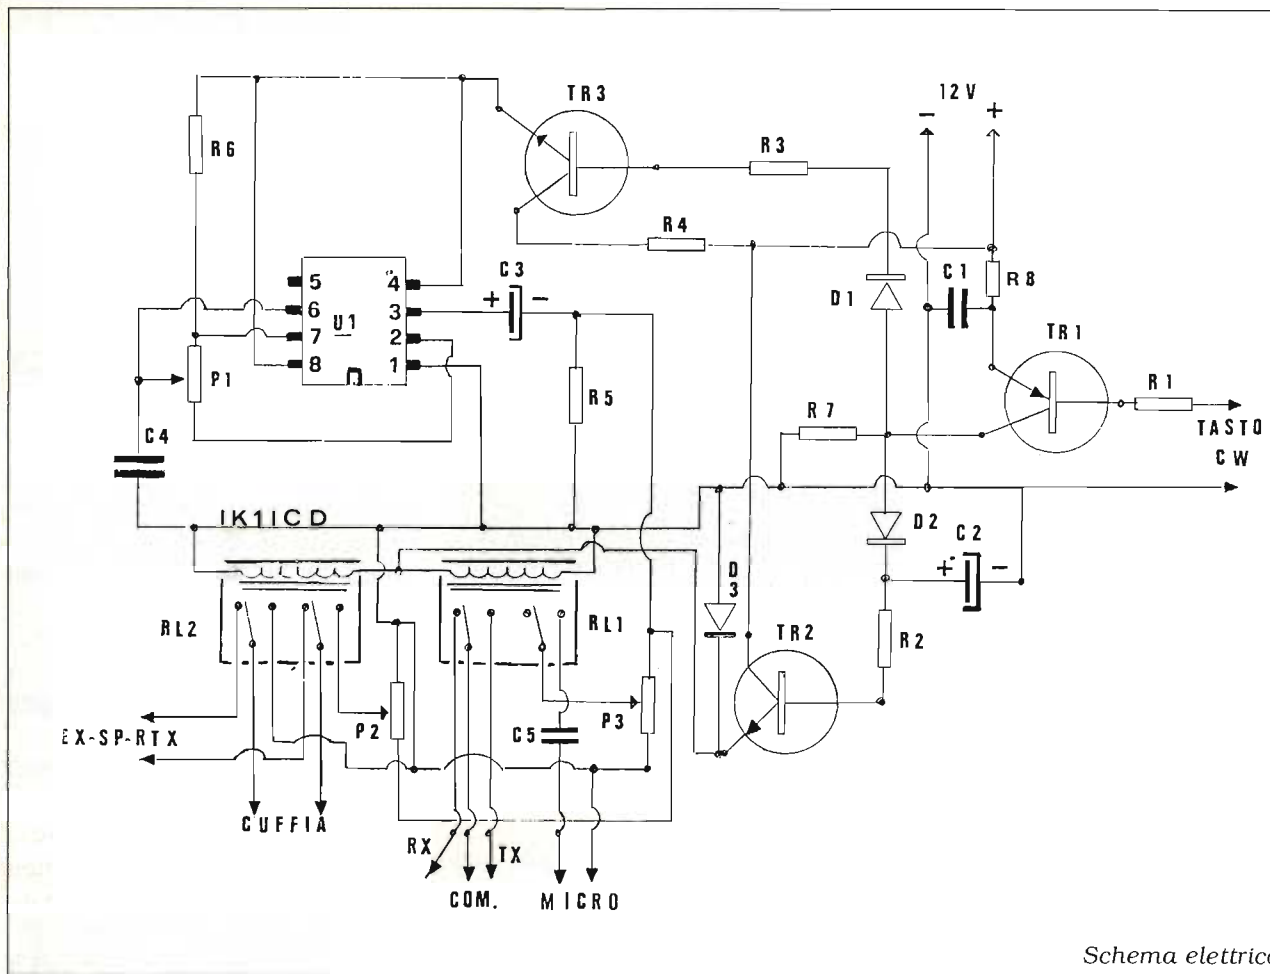 12V
TR3
-
+
R6
R3
R4
C3
C1
R8
5
4
D1
+
-
6
3
U1
TR1
7
2
8
1
P1
R5
R1
R7
TASTO
CW
C4
IK1ICD
D2
C2
D3
+
-
RL2
RL1
TR2
R2
P2
P3
C5
EX-SP-RTX
CUFFIA
RX
TX
COM.
MICRO
Schema elettrico